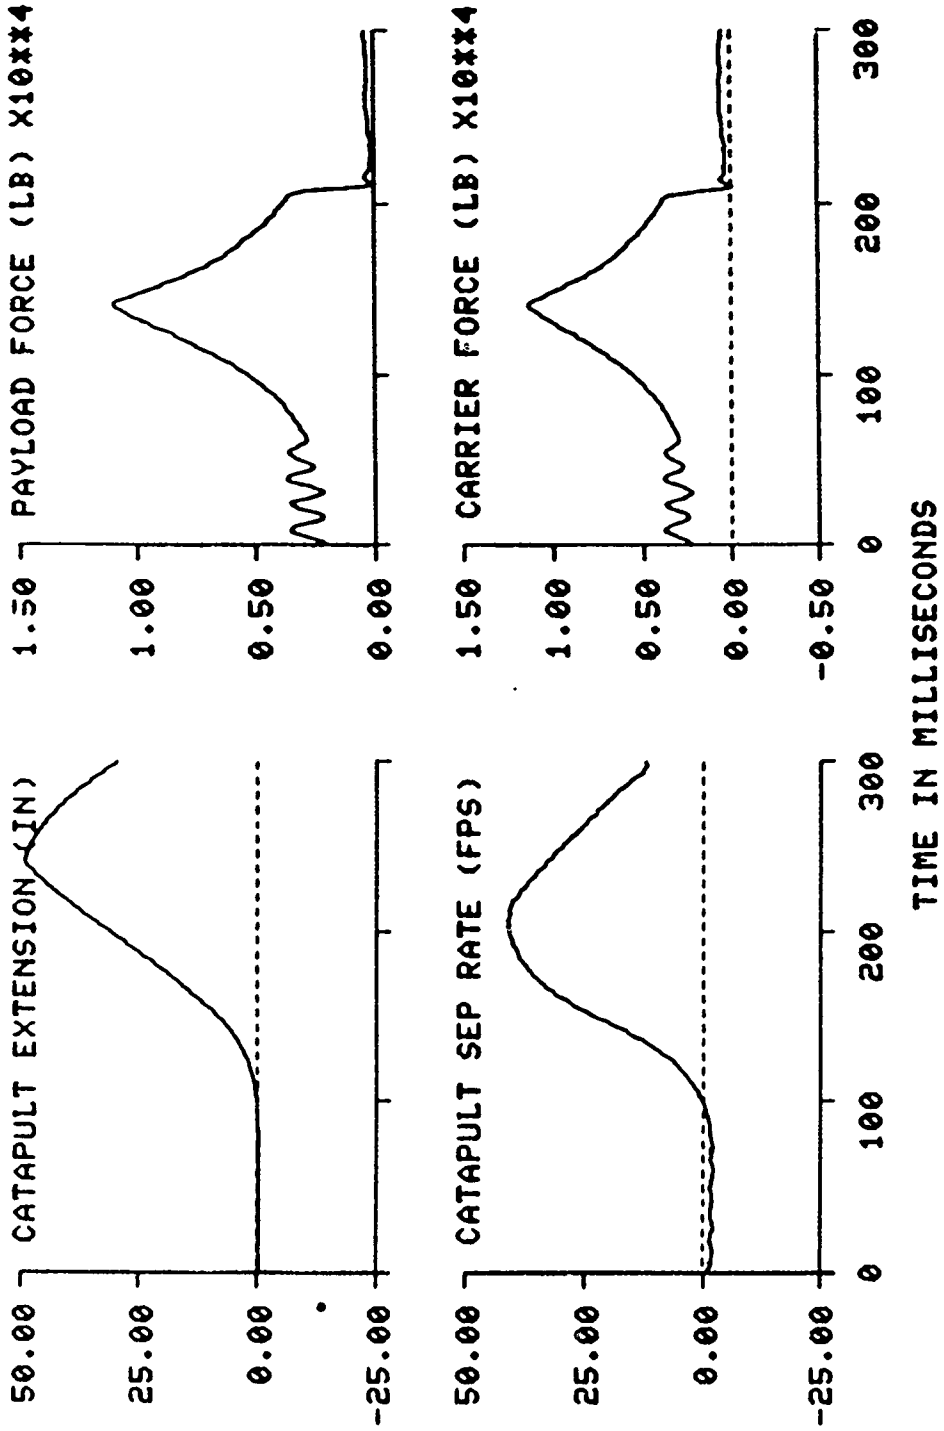 CATAPULT EXTENSION (IN)
50.00
25.00
0.00
-25.00
PAYLOAD FORCE (LB) X10**4
1.50
1.00
0.50
0.00
CATAPULT SEP RATE (FPS)
50.00
25.00
0.00
-25.00
0 100 200 300
CARRIER FORCE (LB) X10**4
1.50
1.00
0.50
0.00
-0.50
0 100 200 300
TIME IN MILLISECONDS